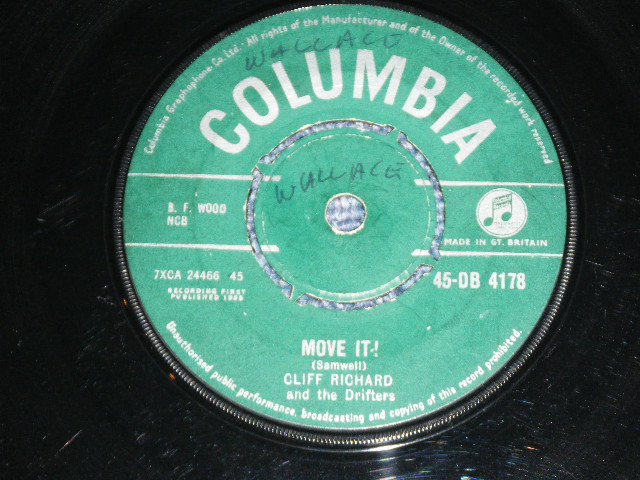 Columbia Graphophone Co. Ltd. All rights of the Manufacturer and of the Owner of the recorded work reserved
WALLACE
COLUMBIA
WALLACE
B. F. WOOD
NCB
MADE IN GT. BRITAIN
7XCA 24466 45
45-DB 4178
RECORDING FIRST
PUBLISHED 1958
MOVE IT!
(Samwell)
CLIFF RICHARD
and the Drifters
Unauthorised public performance, broadcasting and copying of this record prohibited.